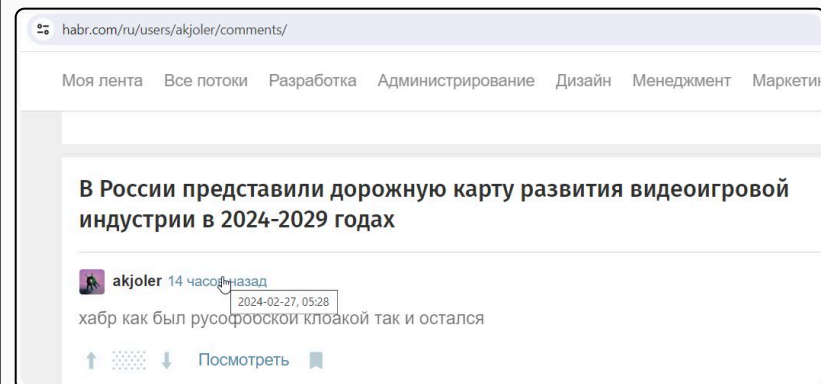 habr.com/ru/users/akjoler/comments/
Моя лента Все потоки Разработка Администрирование Дизайн Менеджмент Маркетин
В России представили дорожную карту развития видеоигровой
индустрии в 2024-2029 годах
akjoler 14 часов назад
2024-02-27, 05:28
хабр как был русофобской клоакой так и остался
Посмотреть